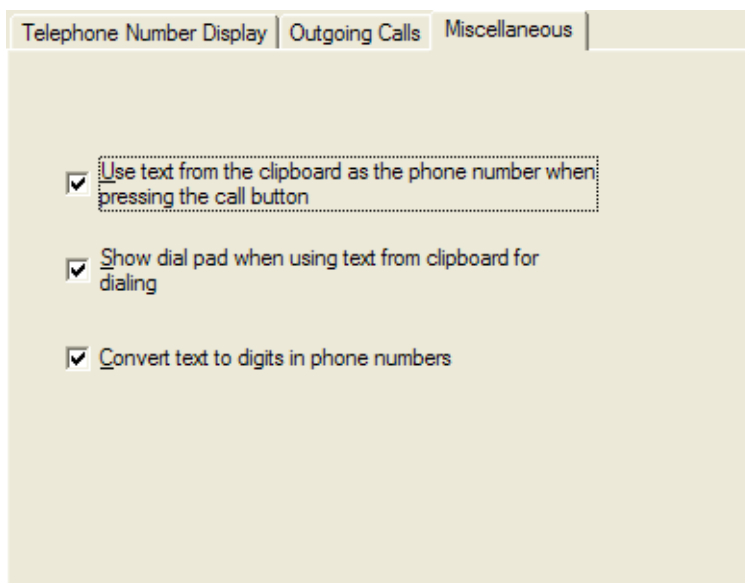 Telephone Number Display Outgoing Calls Miscellaneous
Use text from the clipboard as the phone number when
pressing the call button
Show dial pad when using text from clipboard for
dialing
Convert text to digits in phone numbers